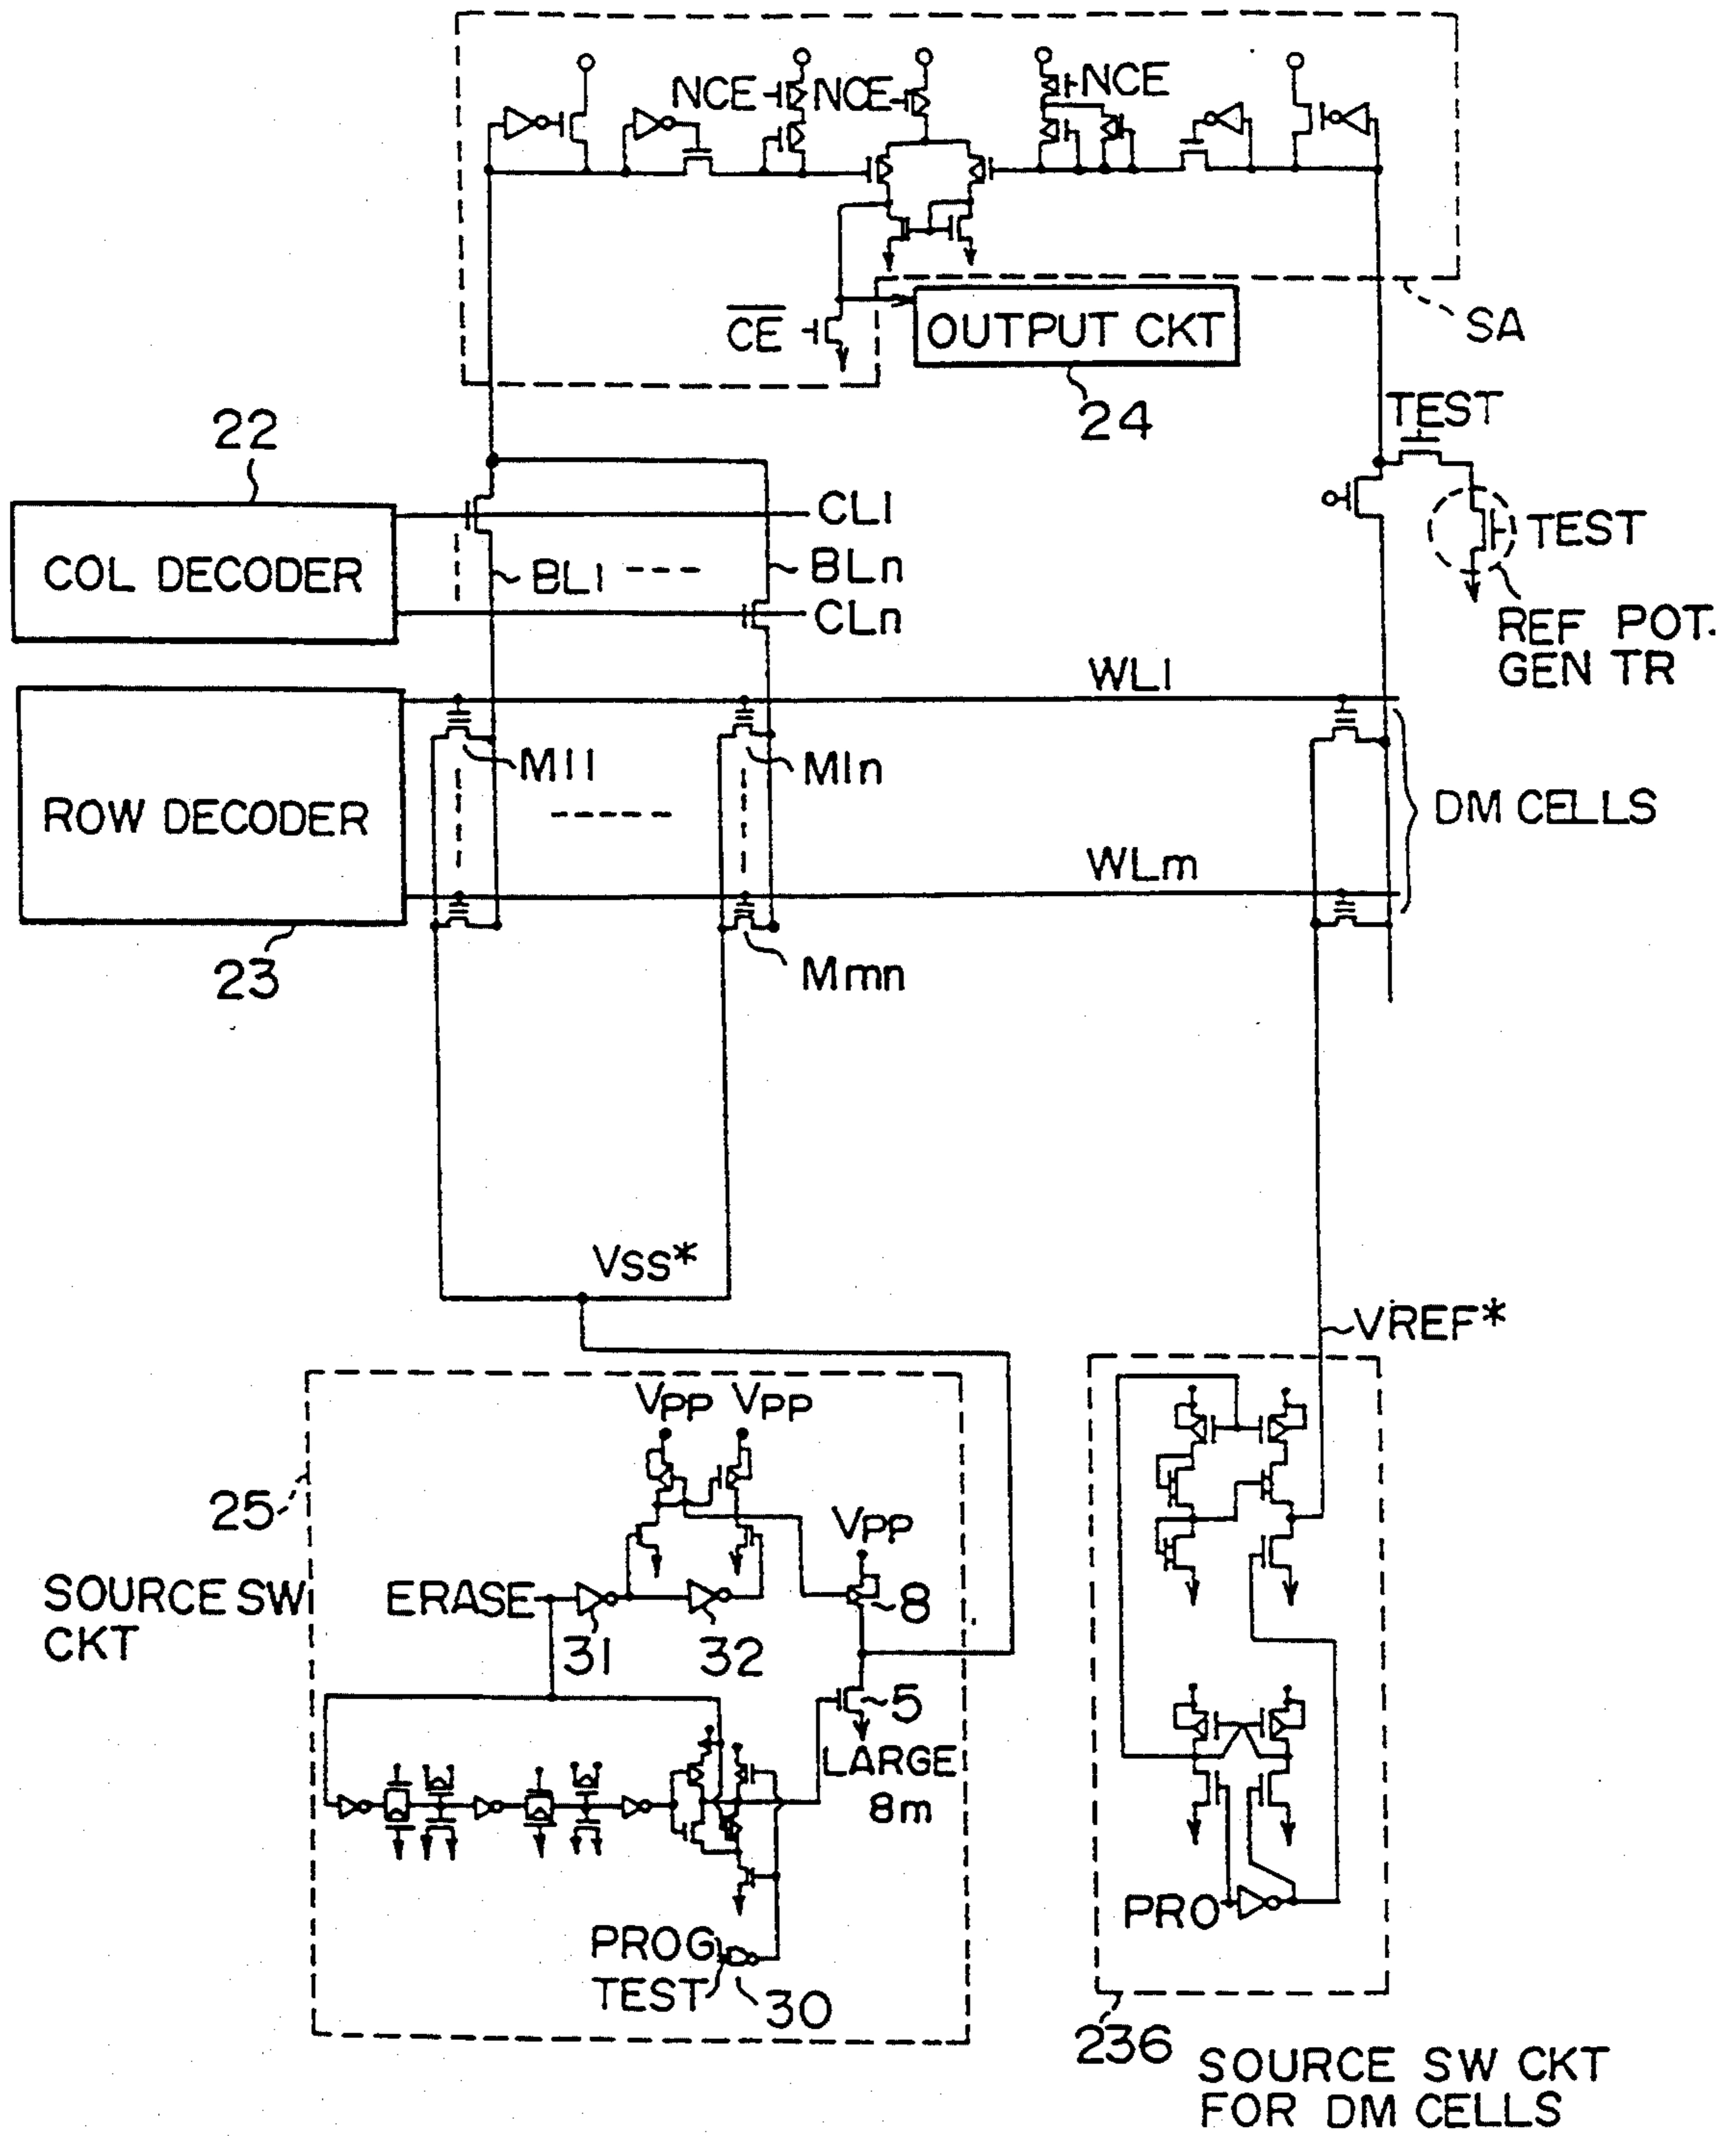 NCE
NCE
NCE
CE
OUTPUT CKT
SA
24
22
TEST
COL DECODER
CL1
BL1
BLn
CLn
TEST
REF POT.
GEN TR
WL1
ROW DECODER
M11
M1n
DM CELLS
WLm
23
Mmn
VSS*
VREF*
VPP
VPP
25
VPP
SOURCE SW
CKT
ERASE
31
32
8
5
LARGE
8m
PRO
PROG
TEST
30
236
SOURCE SW CKT
FOR DM CELLS